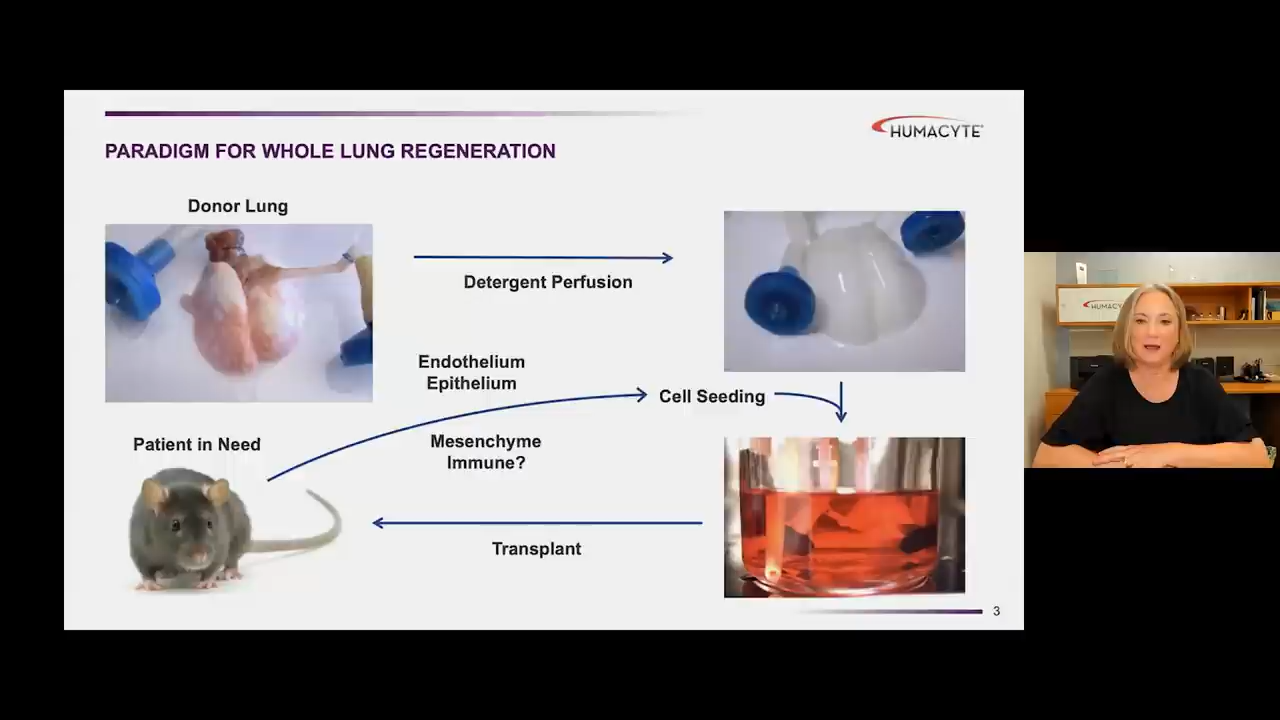 HUMACYTE
PARADIGM FOR WHOLE LUNG REGENERATION
Donor Lung
Detergent Perfusion
Endothelium
Epithelium
Cell Seeding
Mesenchyme
Immune?
Patient in Need
Transplant
3